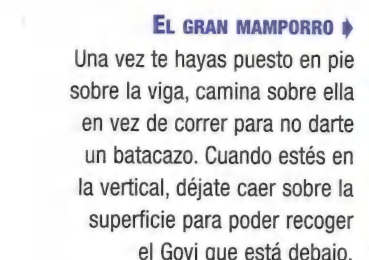 EL GRAN MAMPORRO
Una vez te hayas puesto en pie
sobre la viga, camina sobre ella
en vez de correr para no darte
un batacazo. Cuando estés en
la vertical, déjate caer sobre la
superficie para poder recoger
el Govi que está debajo.